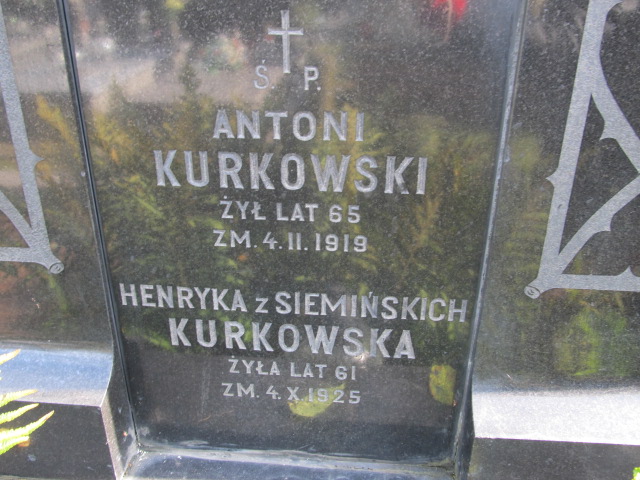 Ś. P.
ANTONI
KURKOWSKI
ŻYŁ LAT 65
ZM. 4.II.1919
HENRYKA z SIEMIŃSKICH
KURKOWSKA
ŻYŁA LAT 61
ZM. 4.X.1925